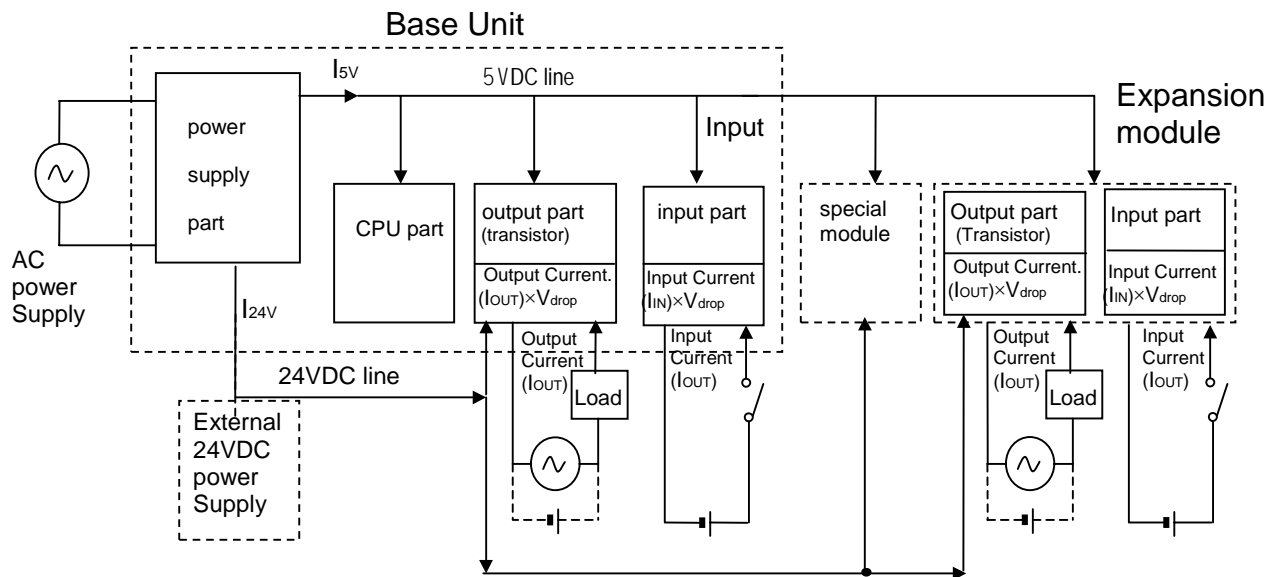 Base Unit
I5V
5VDC line
Expansion
module
power
supply
part
Input
AC
power
Supply
CPU part
output part
(transistor)
Output Current.
(IOUT)×Vdrop
input part
Input Current
(IIN)×Vdrop
special
module
Output part
(Transistor)
Output Current.
(IOUT)×Vdrop
Input part
Input Current
(IIN)×Vdrop
I24V
24VDC line
Output
Current
(IOUT)
Load
Input
Current
(IOUT)
Output
Current
(IOUT)
Load
Input
Current
(IOUT)
External
24VDC
power
Supply